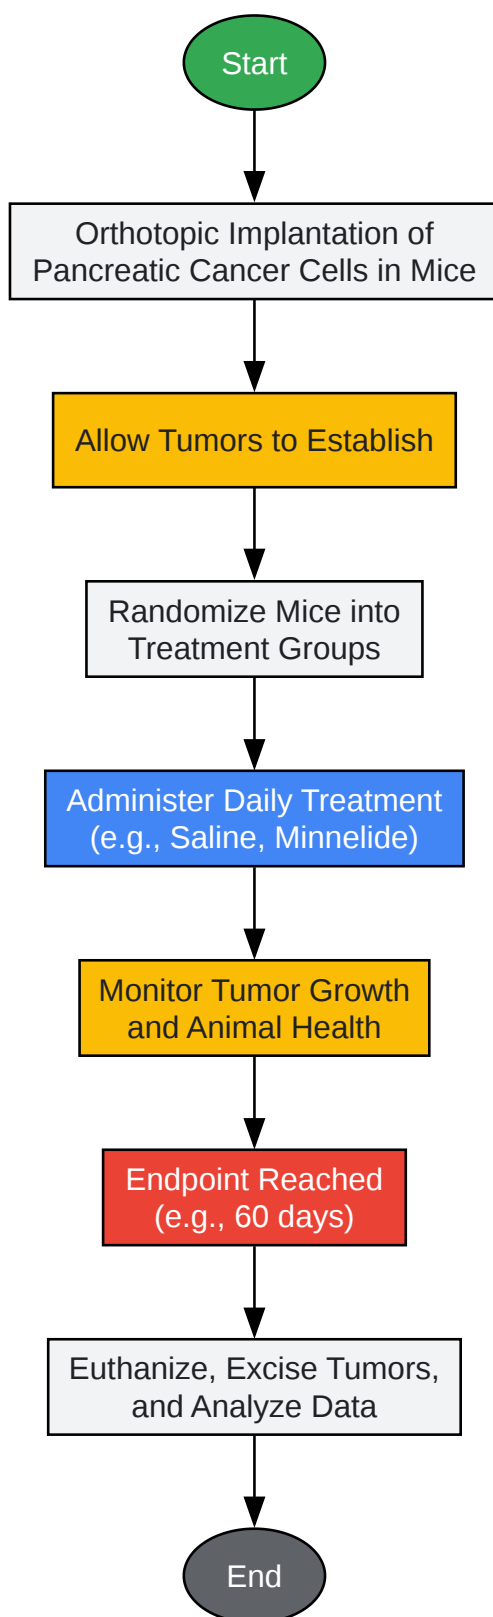 Start
Orthotopic Implantation of
Pancreatic Cancer Cells in Mice
Allow Tumors to Establish
Randomize Mice into
Treatment Groups
Administer Daily Treatment
(e.g., Saline, Minnelide)
Monitor Tumor Growth
and Animal Health
Endpoint Reached
(e.g., 60 days)
Euthanize, Excise Tumors,
and Analyze Data
End